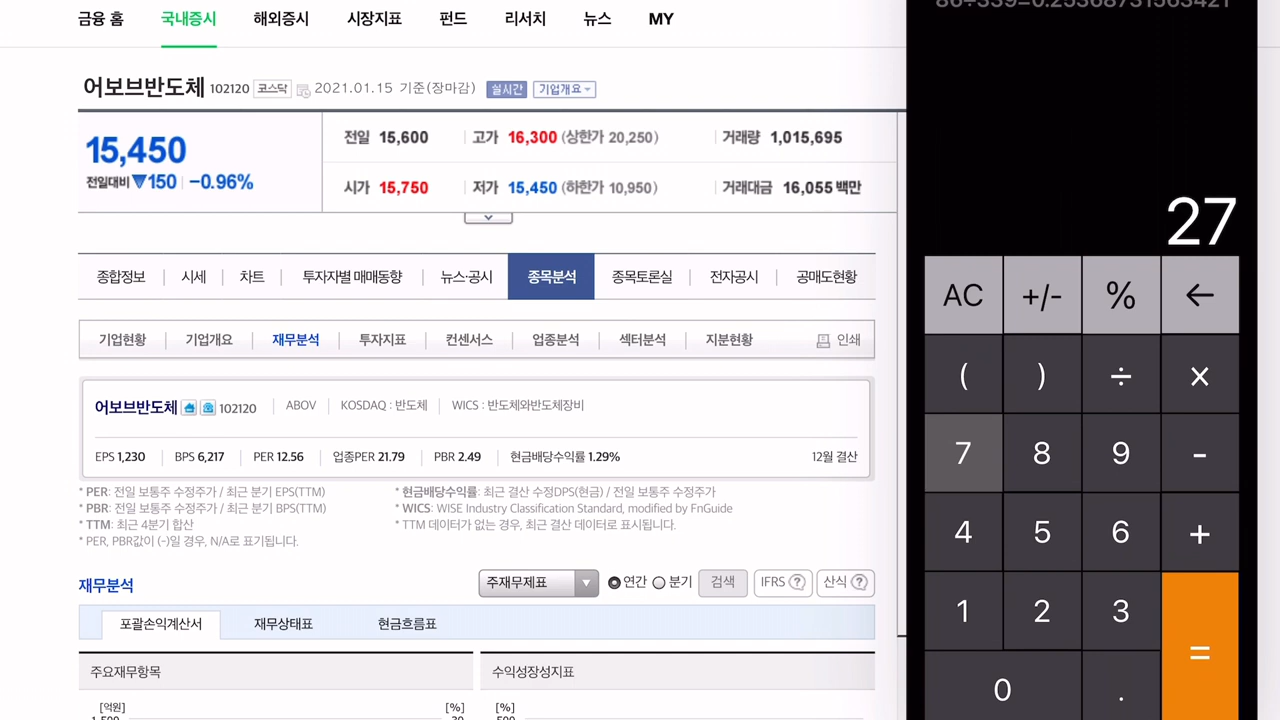 금융 홈 국내증시 해외증시 시장지표 펀드 리서치 뉴스 MY
어보브반도체 102120 코스닥 2021.01.15 기준(장마감) 실시간 기업개요
15,450
전일대비 ▼150 -0.96%
전일 15,600 고가 16,300 (상한가 20,250) 거래량 1,015,695
시가 15,750 저가 15,450 (하한가 10,950) 거래대금 16,055 백만
종합정보 시세 차트 투자자별 매매동향 뉴스·공시 종목분석 종목토론실 전자공시 공매도현황
기업현황 기업개요 재무분석 투자지표 컨센서스 업종분석 섹터분석 지분현황 인쇄
어보브반도체 102120 ABOV KOSDAQ : 반도체 WICS : 반도체와반도체장비
EPS 1,230 BPS 6,217 PER 12.56 업종PER 21.79 PBR 2.49 현금배당수익률 1.29% 12월 결산
* PER: 전일 보통주 수정주가 / 최근 분기 EPS(TTM)
* PBR: 전일 보통주 수정주가 / 최근 분기 BPS(TTM)
* TTM: 최근 4분기 합산
* PER, PBR값이 (-)일 경우, N/A로 표기됩니다.
* 현금배당수익률: 최근 결산 수정DPS(현금) / 전일 보통주 수정주가
* WICS: WISE Industry Classification Standard, modified by FnGuide
* TTM 데이터가 없는 경우, 최근 결산 데이터로 표시됩니다.
재무분석 주재무제표 연간 분기 검색 IFRS ? 산식 ?
포괄손익계산서 재무상태표 현금흐름표
주요재무항목 수익성장성지표
[억원] [%] [%]
1,500 30 500
86÷339=0.25368731563421
27
AC +/- % ←
( ) ÷ ×
7 8 9 -
4 5 6 +
1 2 3 =
0 .